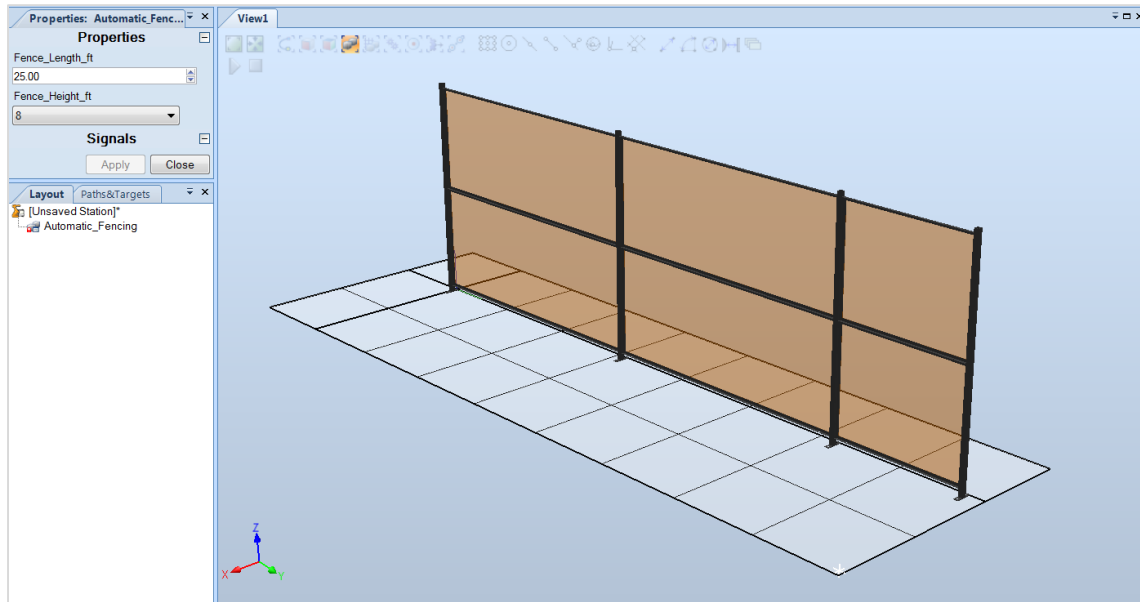 Properties: Automatic_Fenc...
Properties
Fence_Length_ft
25.00
Fence_Height_ft
8
Signals
Apply Close
Layout Paths&Targets
[Unsaved Station]*
Automatic_Fencing
View1
Z
X
Y